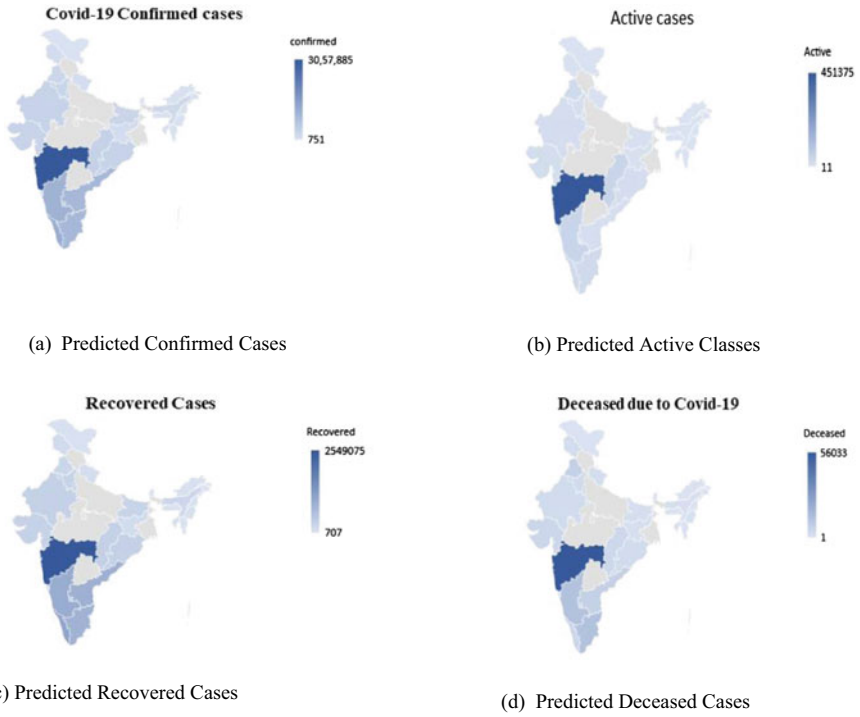 Covid-19 Confirmed cases
confirmed
30,57,885
751
(a) Predicted Confirmed Cases
Active cases
Active
451375
11
(b) Predicted Active Classes
Recovered Cases
Recovered
2549075
707
) Predicted Recovered Cases
Deceased due to Covid-19
Deceased
56033
1
(d) Predicted Deceased Cases